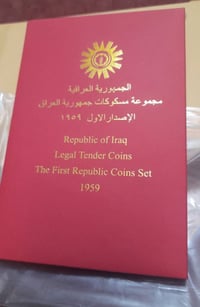 الجمهورية العراقية
مجموعة مسكوكات جمهورية العراق
الإصدار الاول ١٩٥٩
Republic of Iraq
Legal Tender Coins
The First Republic Coins Set
1959